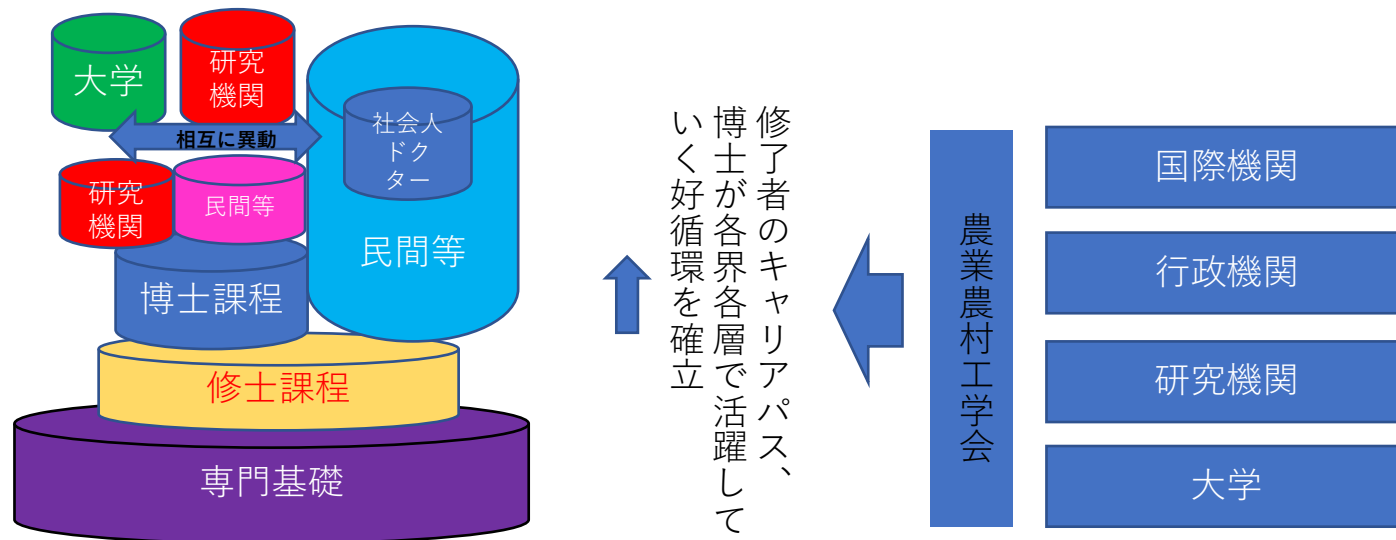 大学
研究
機関
相互に異動
社会人
ドク
ター
研究
機関
民間等
民間等
博士課程
修士課程
専門基礎
修了者のキャリアパス、
博士が各界各層で活躍して
いく好循環を確立
農業農村工学会
国際機関
行政機関
研究機関
大学